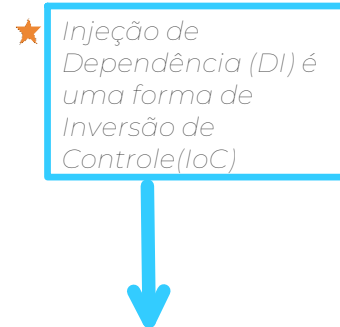 Injeção de
Dependência (DI) é
uma forma de
Inversão de
Controle(IoC)